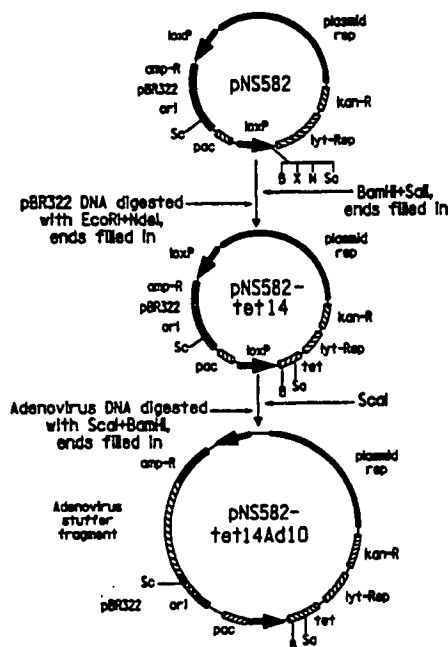 plasmid
rep
loxP
amp-R
pBR322
ori
pNS582
kan-R
Sc
pac
loxP
lyt-Rep
B X N Sa
pBR322 DNA digested
with EcoRI+NdeI,
ends filled in
BamHI+SalI,
ends filled in
plasmid
rep
loxP
amp-R
pBR322
ori
pNS582-
tet14
kan-R
lyt-Rep
Sc
pac
loxP
tet
Sa
B
Adenovirus DNA digested
with ScaI+BamHI,
ends filled in
ScaI
amp-R
plasmid
rep
Adenovirus
stuffer
fragment
pNS582-
tet14Ad10
kan-R
Sc
pBR322
ori
lyt-Rep
pac
tet
Sa
B